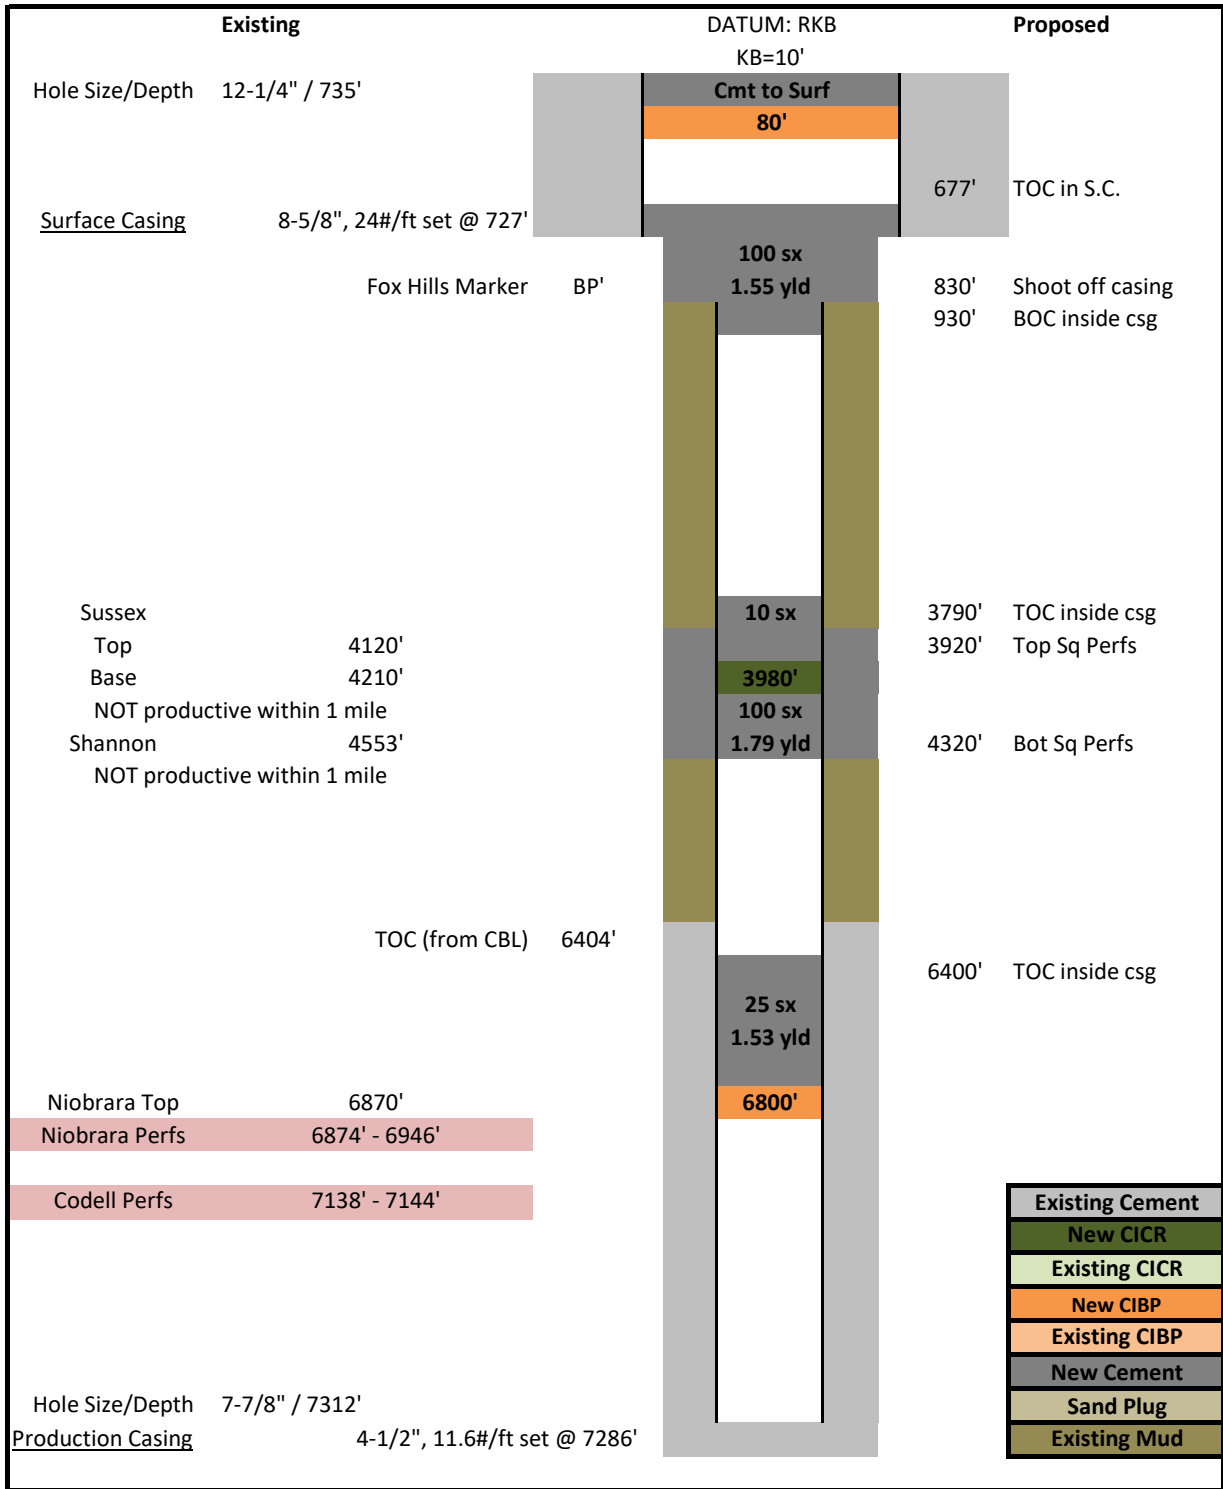 Existing DATUM: RKB Proposed
KB=10'
Hole Size/Depth 12-1/4" / 735' Cmt to Surf
80'
677' TOC in S.C.
Surface Casing 8-5/8", 24#/ft set @ 727'
100 sx
Fox Hills Marker BP' 1.55 yld 830' Shoot off casing
930' BOC inside csg
Sussex 10 sx 3790' TOC inside csg
Top 4120' 3920' Top Sq Perfs
Base 4210' 3980'
NOT productive within 1 mile 100 sx
Shannon 4553' 1.79 yld 4320' Bot Sq Perfs
NOT productive within 1 mile
TOC (from CBL) 6404'
6400' TOC inside csg
25 sx
1.53 yld
Niobrara Top 6870' 6800'
Niobrara Perfs 6874' - 6946'
Codell Perfs 7138' - 7144' Existing Cement
New CICR
Existing CICR
New CIBP
Existing CIBP
New Cement
Hole Size/Depth 7-7/8" / 7312' Sand Plug
Production Casing 4-1/2", 11.6#/ft set @ 7286' Existing Mud